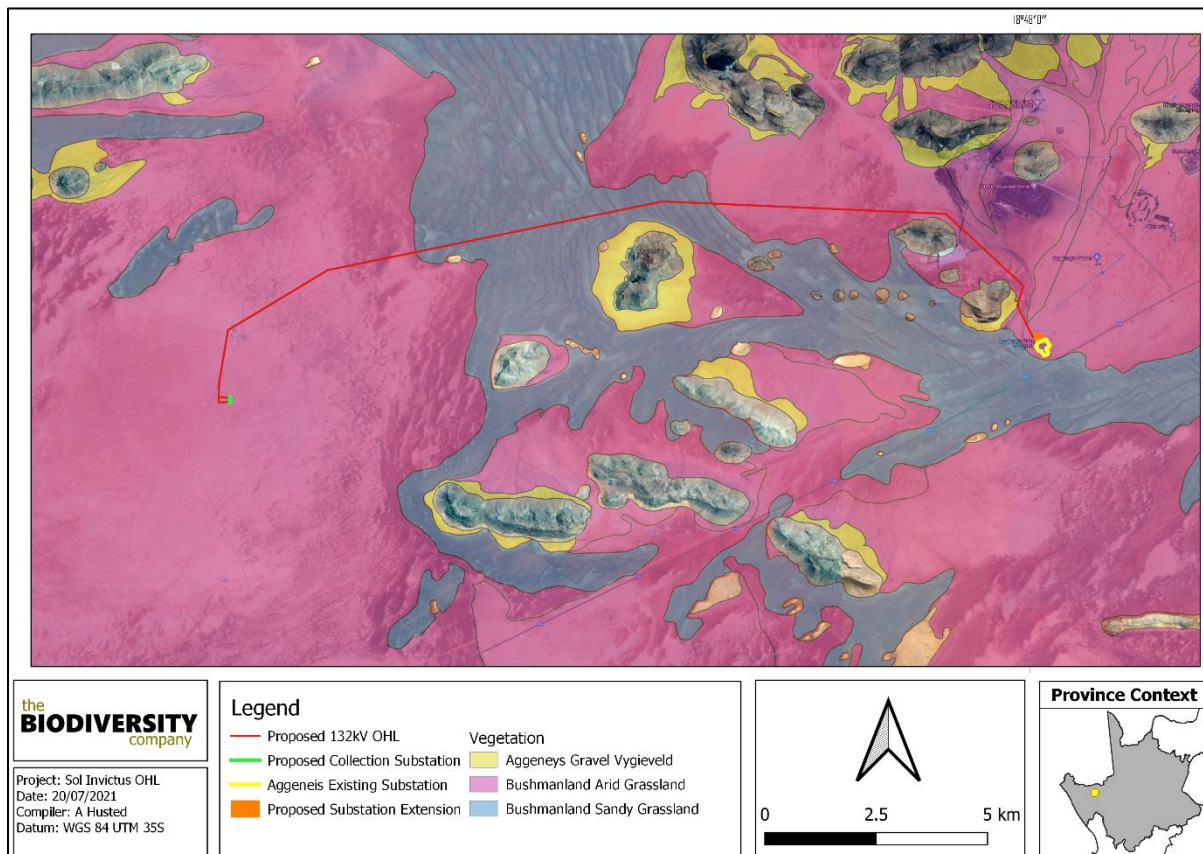 18°48'0"
the
BIODIVERSITY
company
Project: Sol Invictus OHL
Date: 20/07/2021
Compiler: A Husted
Datum: WGS 84 UTM 35S
Legend
Proposed 132kV OHL
Proposed Collection Substation
Aggeneis Existing Substation
Proposed Substation Extension
Vegetation
Aggeneys Gravel Vygieveld
Bushmanland Arid Grassland
Bushmanland Sandy Grassland
0 2.5 5 km
Province Context